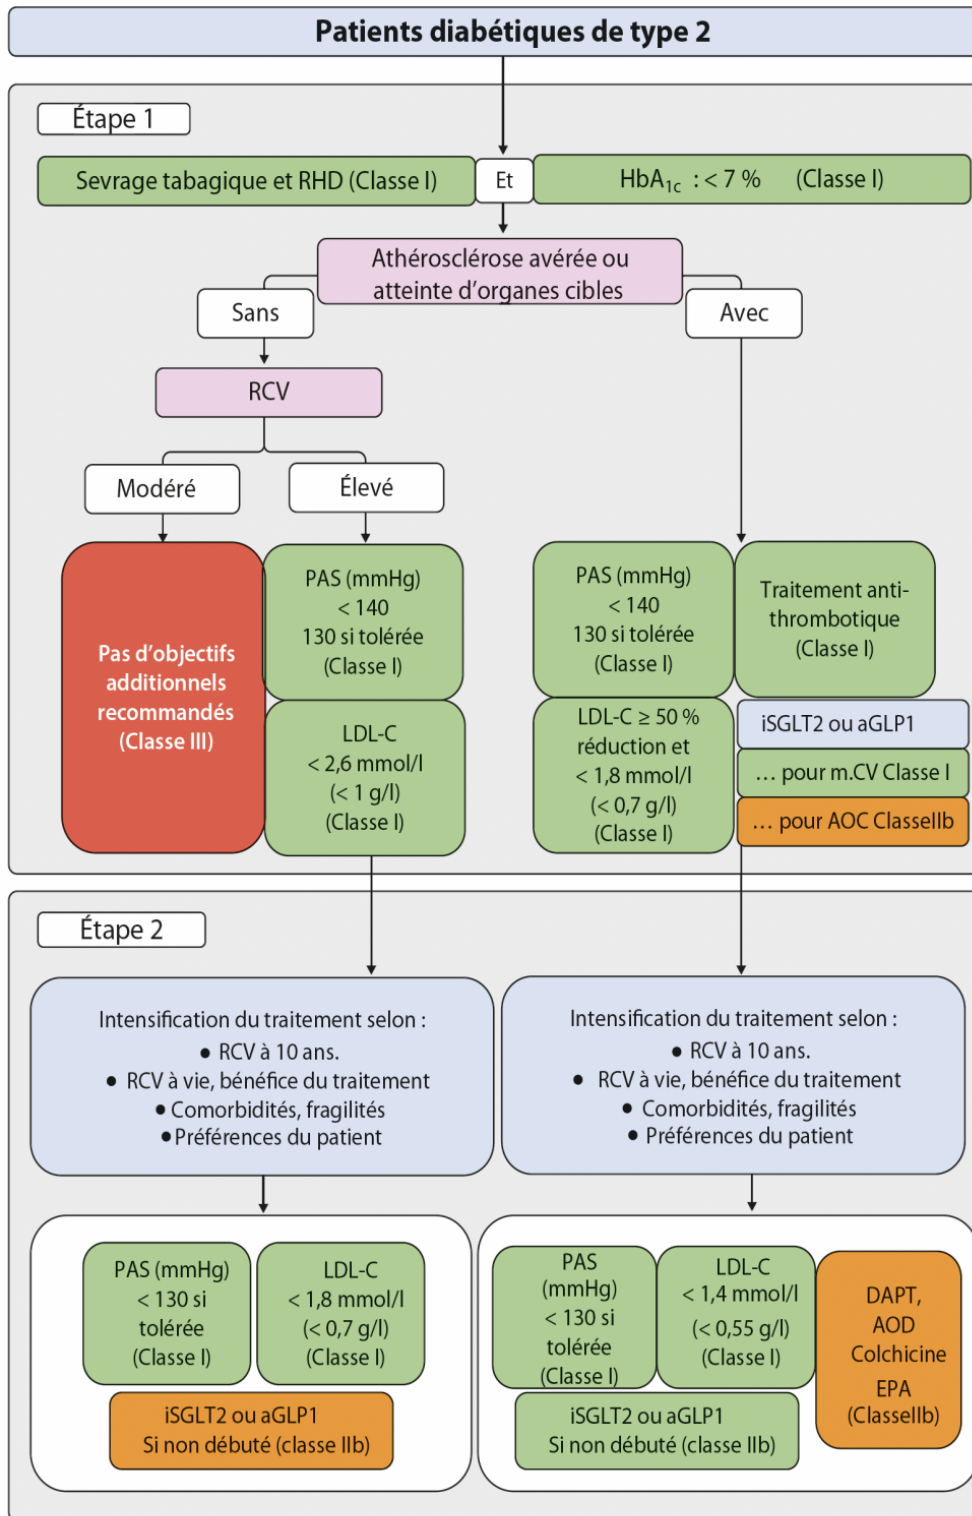 Patients diabétiques de type 2
Étape 1
Sevrage tabagique et RHD (Classe I)
Et
HbA1c : < 7 % (Classe I)
Athérosclérose avérée ou
atteinte d’organes cibles
Sans
Avec
RCV
Modéré
Élevé
Pas d’objectifs
additionnels
recommandés
(Classe III)
PAS (mmHg)
< 140
130 si tolérée
(Classe I)
LDL-C
< 2,6 mmol/l
(< 1 g/l)
(Classe I)
PAS (mmHg)
< 140
130 si tolérée
(Classe I)
Traitement anti-
thrombotique
(Classe I)
LDL-C ≥ 50 %
réduction et
< 1,8 mmol/l
(< 0,7 g/l)
(Classe I)
iSGLT2 ou aGLP1
... pour m.CV Classe I
... pour AOC ClasseIIb
Étape 2
Intensification du traitement selon :
● RCV à 10 ans.
● RCV à vie, bénéfice du traitement
● Comorbidités, fragilités
● Préférences du patient
Intensification du traitement selon :
● RCV à 10 ans.
● RCV à vie, bénéfice du traitement
● Comorbidités, fragilités
● Préférences du patient
PAS (mmHg)
< 130 si
tolérée
(Classe I)
LDL-C
< 1,8 mmol/l
(< 0,7 g/l)
(Classe I)
iSGLT2 ou aGLP1
Si non débuté (classe IIb)
PAS
(mmHg)
< 130 si
tolérée
(Classe I)
LDL-C
< 1,4 mmol/l
(< 0,55 g/l)
(Classe I)
DAPT,
AOD
Colchicine
EPA
(ClasseIIb)
iSGLT2 ou aGLP1
Si non débuté (classe IIb)